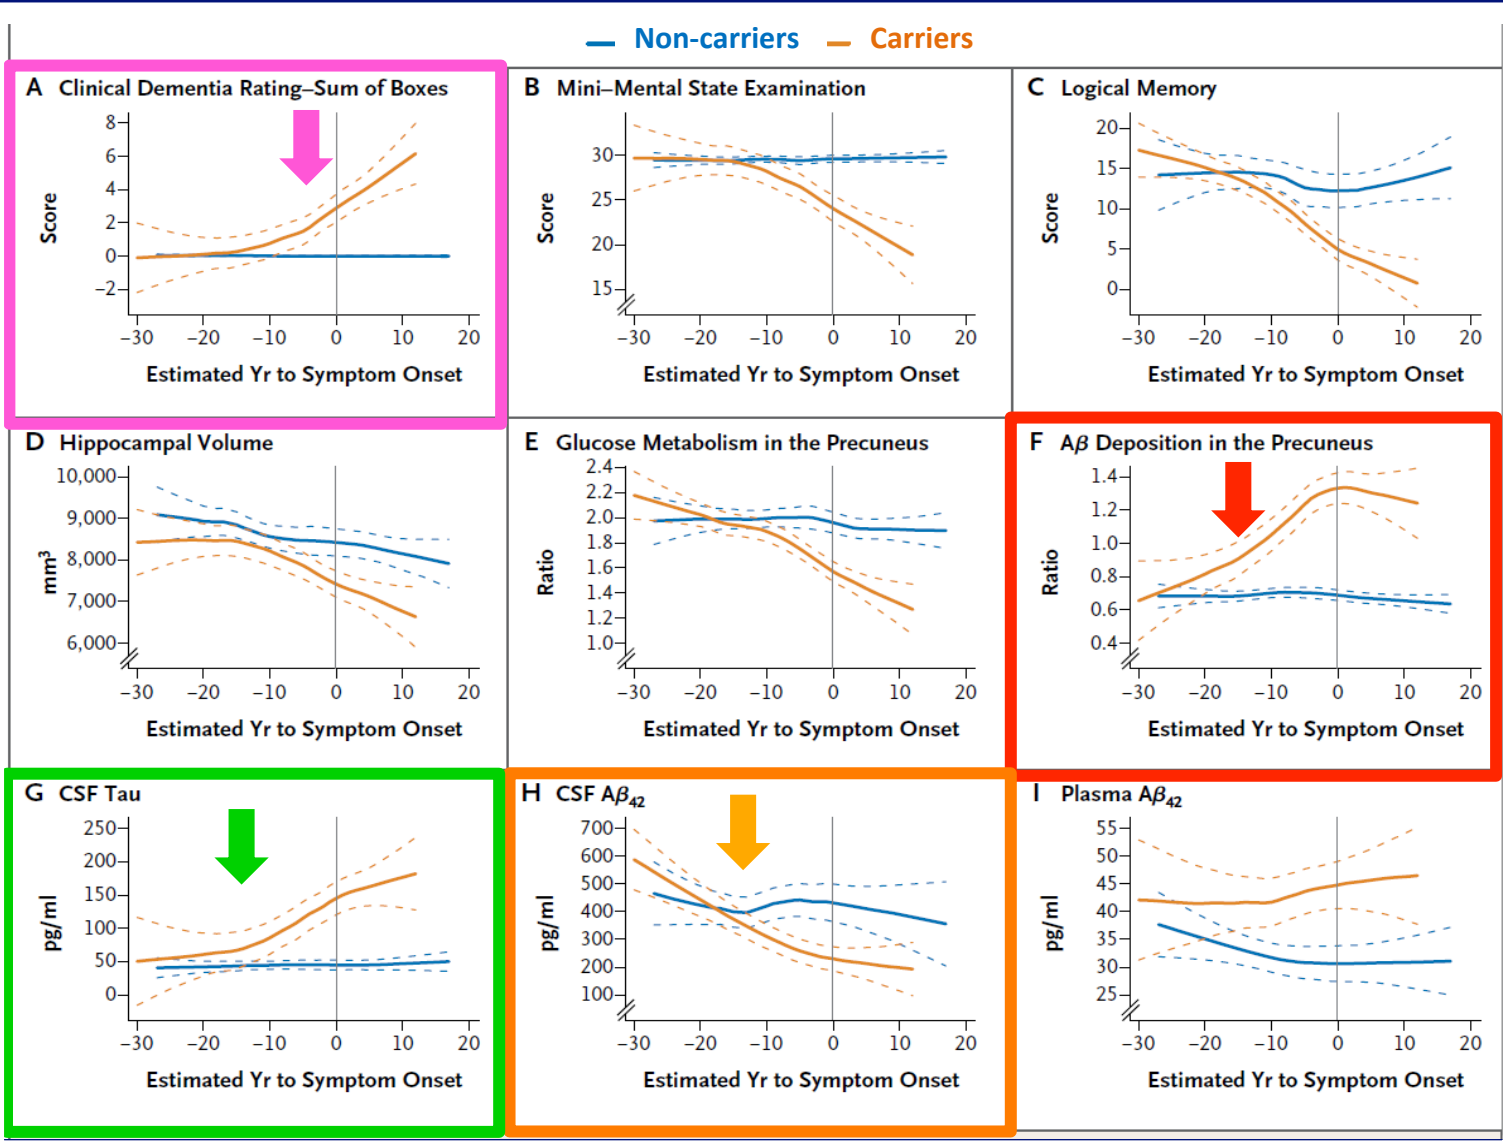 Non-carriers Carriers
A Clinical Dementia Rating–Sum of Boxes
8
6
4
2
0
–2
Score
–30 –20 –10 0 10 20
Estimated Yr to Symptom Onset
B Mini–Mental State Examination
30
25
20
15
Score
–30 –20 –10 0 10 20
Estimated Yr to Symptom Onset
C Logical Memory
20
15
10
5
0
Score
–30 –20 –10 0 10 20
Estimated Yr to Symptom Onset
D Hippocampal Volume
10,000
9,000
8,000
7,000
6,000
mm³
–30 –20 –10 0 10 20
Estimated Yr to Symptom Onset
E Glucose Metabolism in the Precuneus
2.4
2.2
2.0
1.8
1.6
1.4
1.2
1.0
Ratio
–30 –20 –10 0 10 20
Estimated Yr to Symptom Onset
F Aβ Deposition in the Precuneus
1.4
1.2
1.0
0.8
0.6
0.4
Ratio
–30 –20 –10 0 10 20
Estimated Yr to Symptom Onset
G CSF Tau
250
200
150
100
50
0
pg/ml
–30 –20 –10 0 10 20
Estimated Yr to Symptom Onset
H CSF Aβ₄₂
700
600
500
400
300
200
100
pg/ml
–30 –20 –10 0 10 20
Estimated Yr to Symptom Onset
I Plasma Aβ₄₂
55
50
45
40
35
30
25
pg/ml
–30 –20 –10 0 10 20
Estimated Yr to Symptom Onset